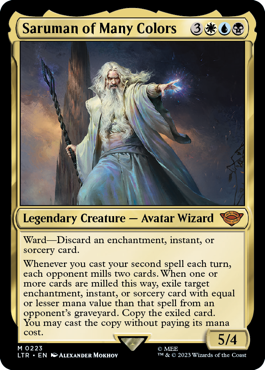 Saruman of Many Colors 3
Legendary Creature — Avatar Wizard
Ward—Discard an enchantment, instant, or
sorcery card.
Whenever you cast your second spell each turn,
each opponent mills two cards. When one or
more cards are milled this way, exile target
enchantment, instant, or sorcery card with equal
or lesser mana value than that spell from an
opponent's graveyard. Copy the exiled card.
You may cast the copy without paying its mana
cost.
5/4
M 0223
LTR • EN Alexander Mokhov
© MEE
™ & © 2023 Wizards of the Coast